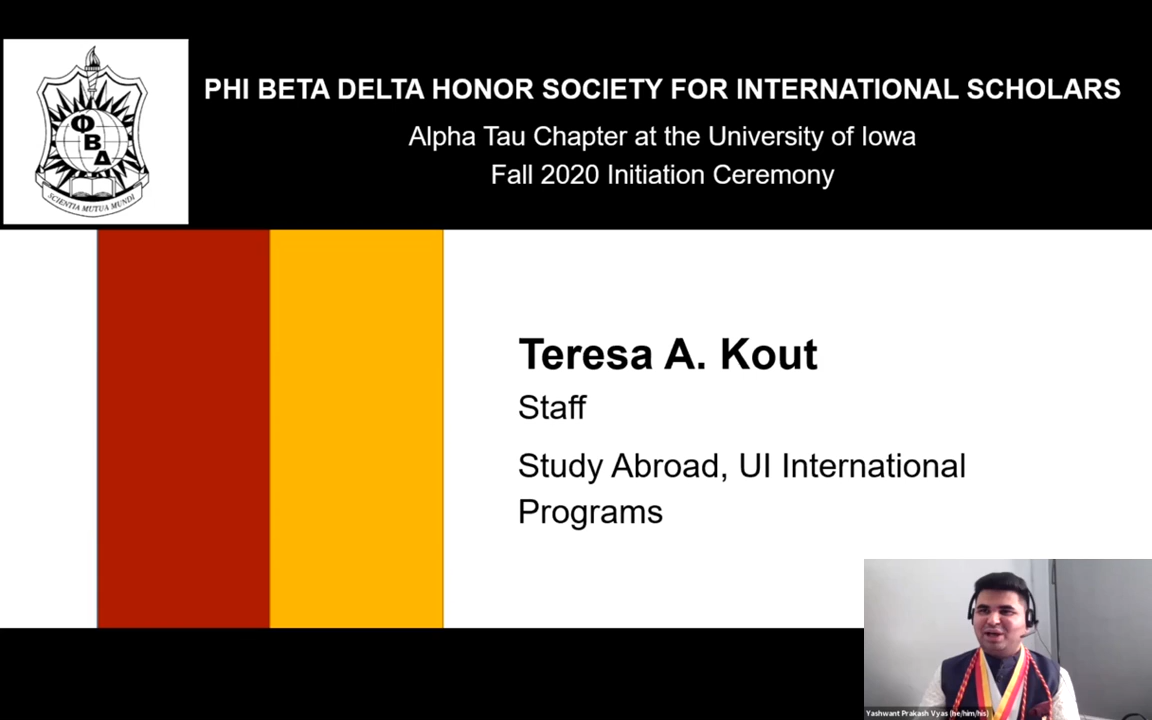 PHI BETA DELTA HONOR SOCIETY FOR INTERNATIONAL SCHOLARS
Alpha Tau Chapter at the University of Iowa
Fall 2020 Initiation Ceremony
Φ
Β
Δ
SCIENTIA MUTUA MUNDI
Teresa A. Kout
Staff
Study Abroad, UI International
Programs
Yashwant Prakash Vyas (he/him/his)